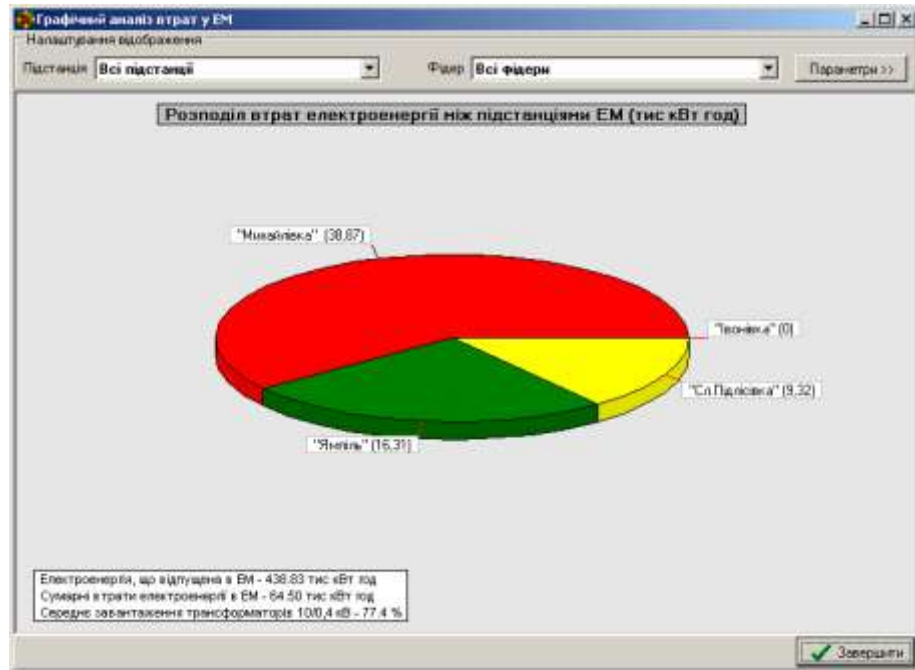 Графічний аналіз втрат у ЕМ
Налаштування відображення
Підстанція Всі підстанції Фідер Всі фідери Параметри >>
Розподіл втрат електроенергії між підстанціями ЕМ (тис кВт год)
"Михайлівка" (38,87)
"Івонівка" (0)
"Сл.Підлісівка" (9,32)
"Ямпіль" (16,31)
Електроенергія, що відпущена в ЕМ - 438.83 тис кВт год
Сумарні втрати електроенергії в ЕМ - 64.50 тис кВт год
Середнє завантаження трансформаторів 10/0,4 кВ - 77.4 %
Завершити